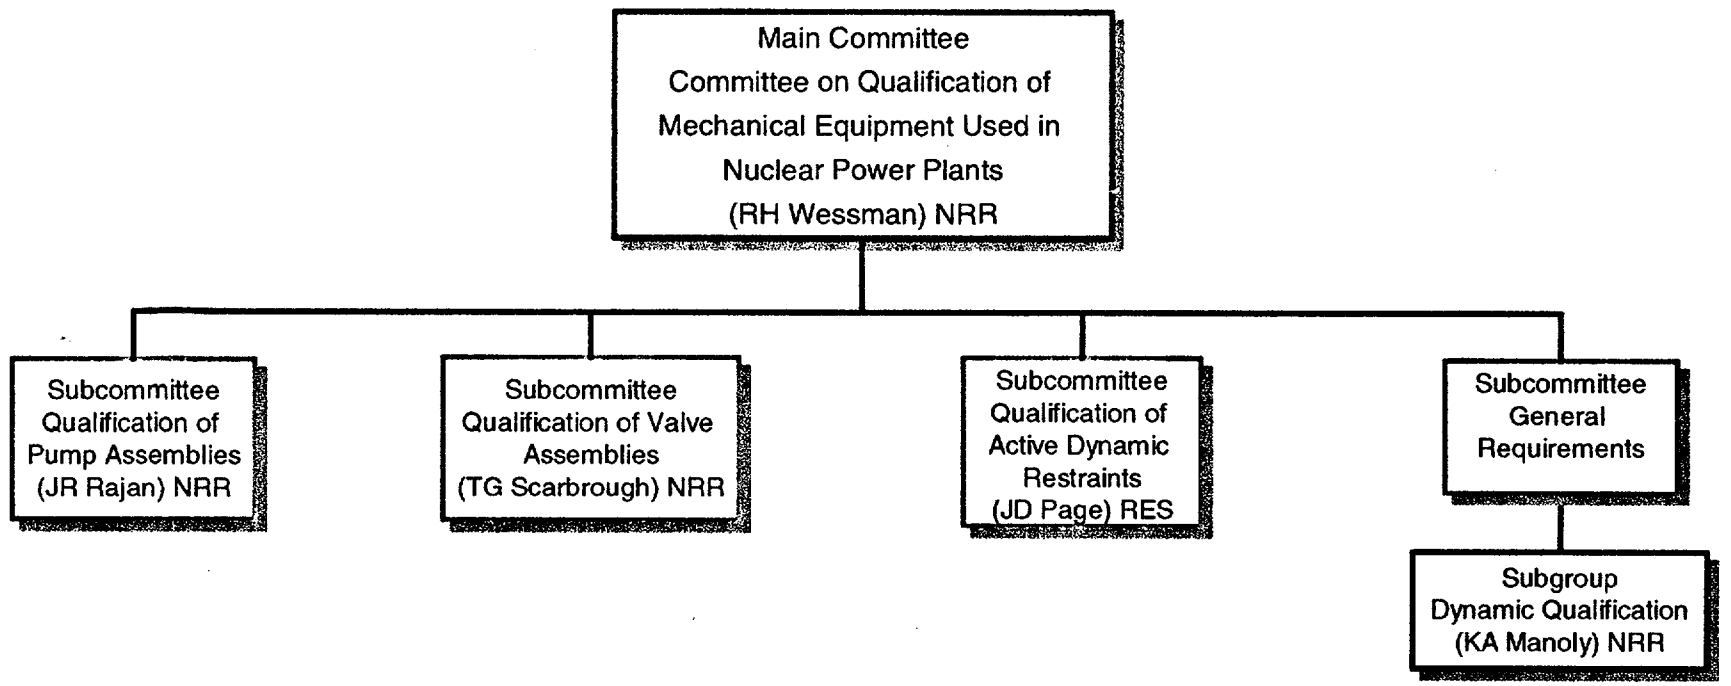 Main Committee
Committee on Qualification of
Mechanical Equipment Used in
Nuclear Power Plants
(RH Wessman) NRR
Subcommittee
Qualification of
Pump Assemblies
(JR Rajan) NRR
Subcommittee
Qualification of Valve
Assemblies
(TG Scarbrough) NRR
Subcommittee
Qualification of
Active Dynamic
Restraints
(JD Page) RES
Subcommittee
General
Requirements
Subgroup
Dynamic Qualification
(KA Manoly) NRR